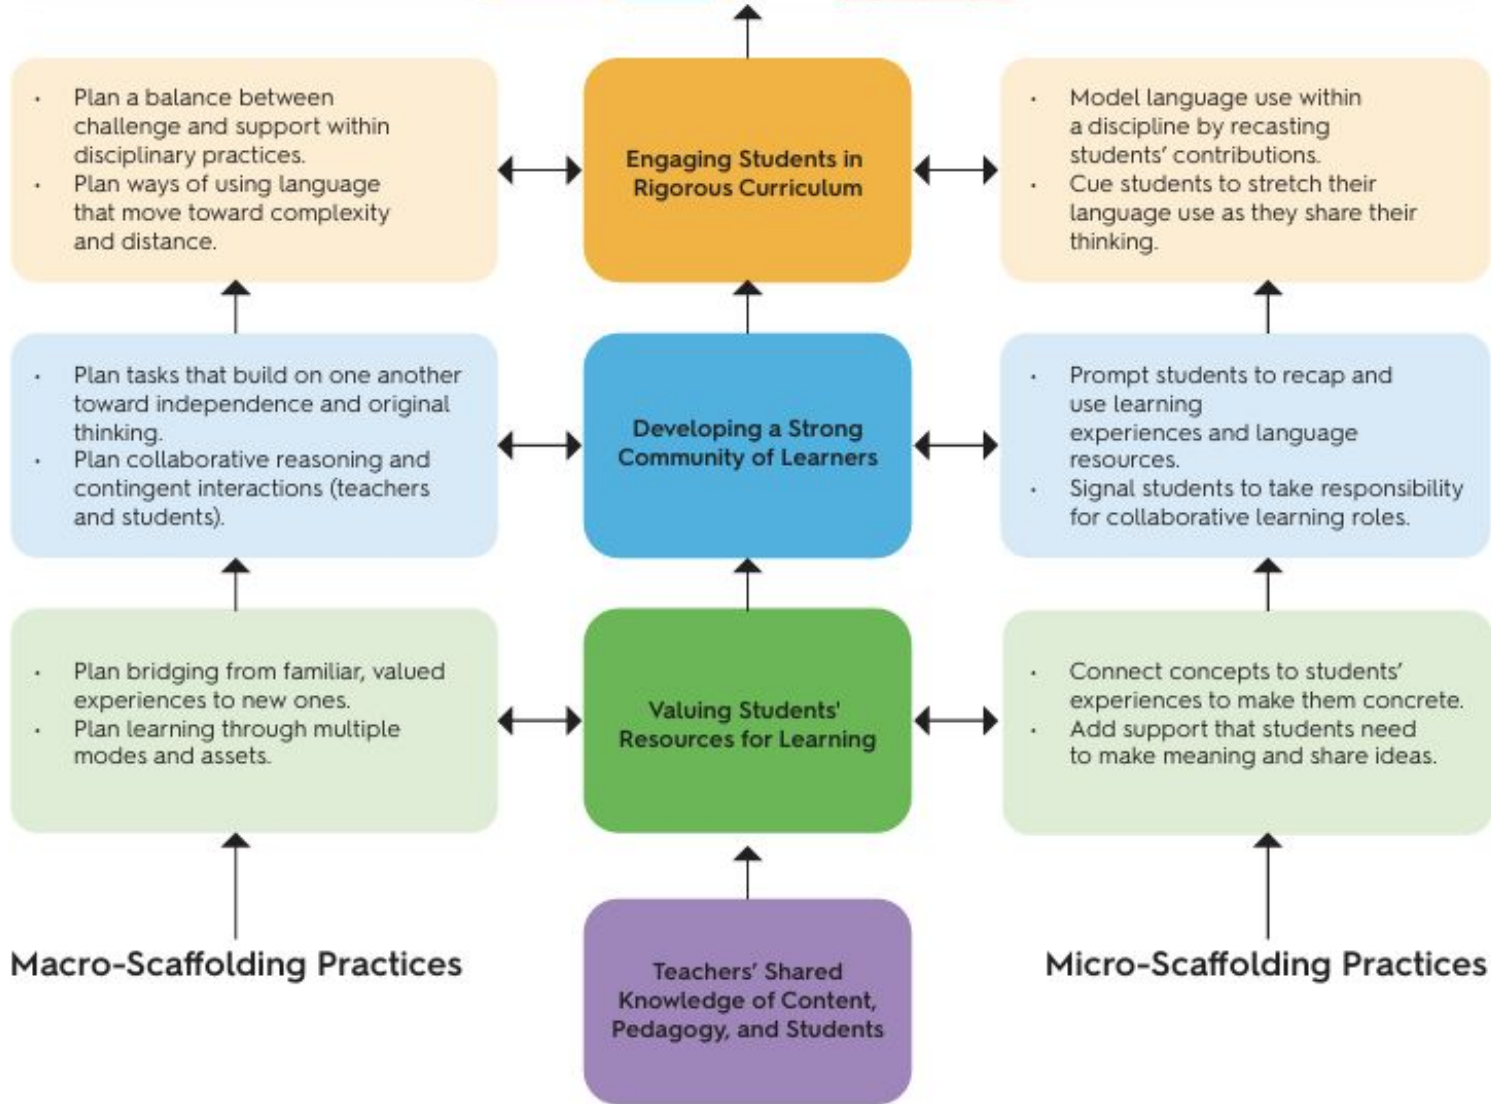 • Plan a balance between
challenge and support within
disciplinary practices.
• Plan ways of using language
that move toward complexity
and distance.
Engaging Students in
Rigorous Curriculum
• Model language use within
a discipline by recasting
students’ contributions.
• Cue students to stretch their
language use as they share their
thinking.
• Plan tasks that build on one another
toward independence and original
thinking.
• Plan collaborative reasoning and
contingent interactions (teachers
and students).
Developing a Strong
Community of Learners
• Prompt students to recap and
use learning
experiences and language
resources.
• Signal students to take responsibility
for collaborative learning roles.
• Plan bridging from familiar, valued
experiences to new ones.
• Plan learning through multiple
modes and assets.
Valuing Students'
Resources for Learning
• Connect concepts to students’
experiences to make them concrete.
• Add support that students need
to make meaning and share ideas.
Macro-Scaffolding Practices
Teachers’ Shared
Knowledge of Content,
Pedagogy, and Students
Micro-Scaffolding Practices